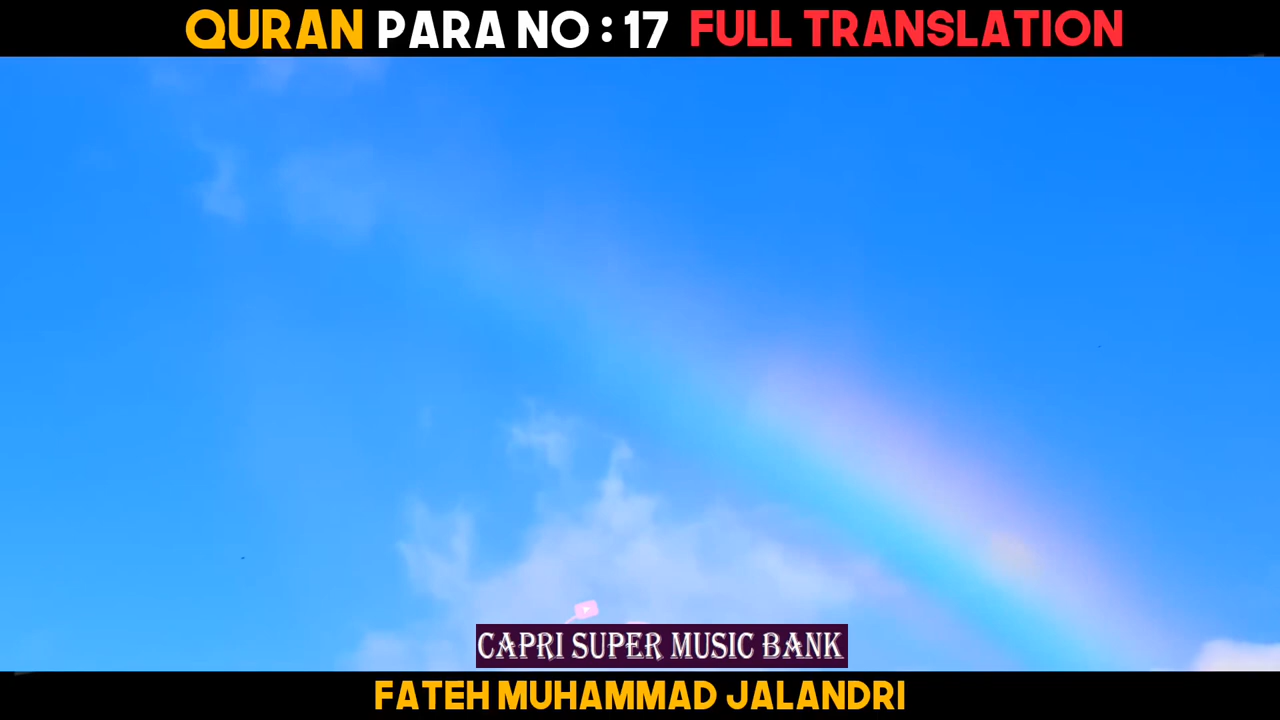 QURAN PARA NO : 17 FULL TRANSLATION
CAPRI SUPER MUSIC BANK
FATEH MUHAMMAD JALANDRI